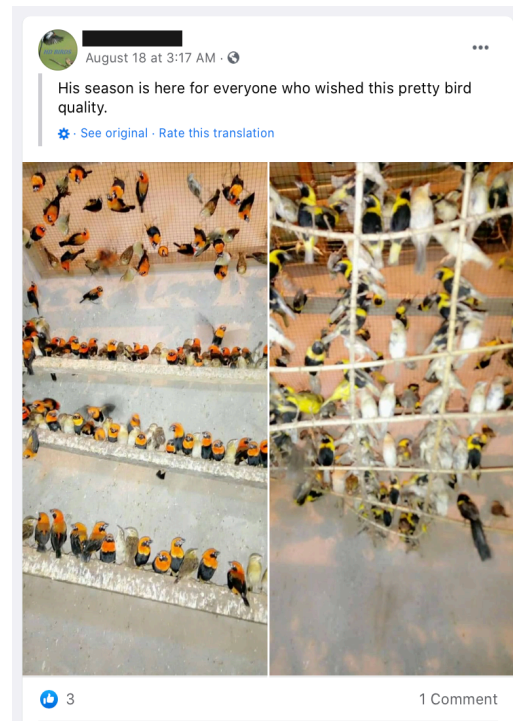 August 18 at 3:17 AM ·
His season is here for everyone who wished this pretty bird
quality.
· See original · Rate this translation
3
1 Comment